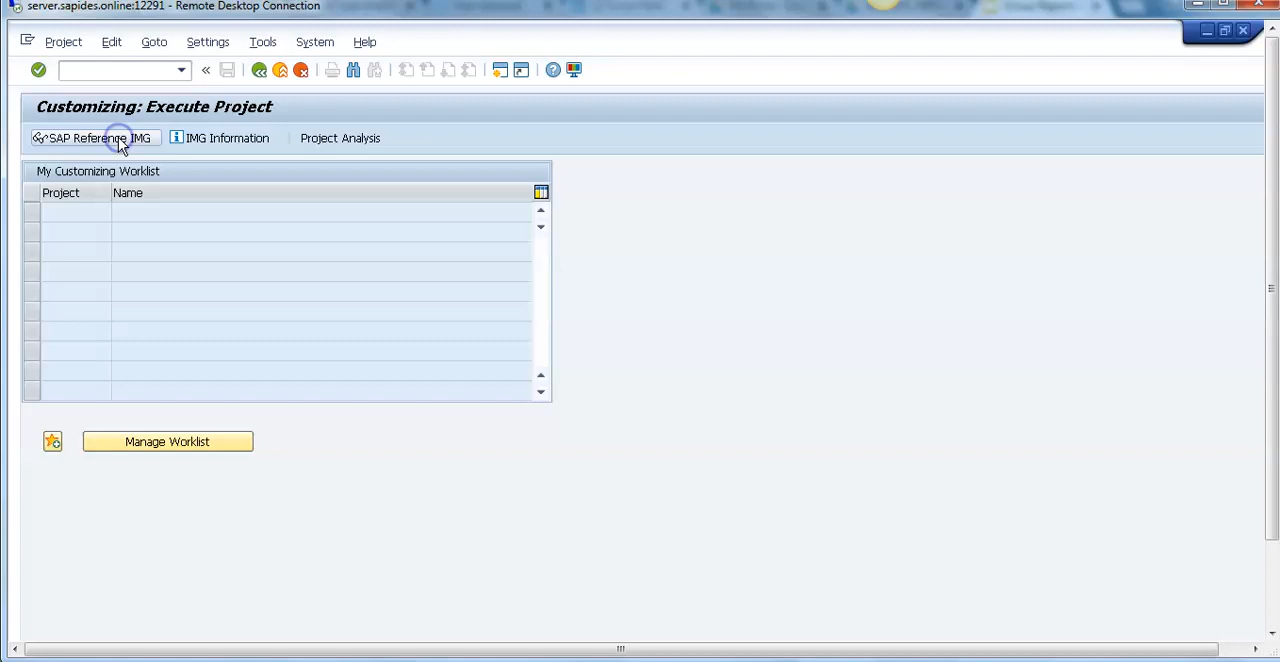 server.sapides.online:12291 - Remote Desktop Connection
Project Edit Goto Settings Tools System Help
Customizing: Execute Project
SAP Reference IMG IMG Information Project Analysis
My Customizing Worklist
Project Name
Manage Worklist